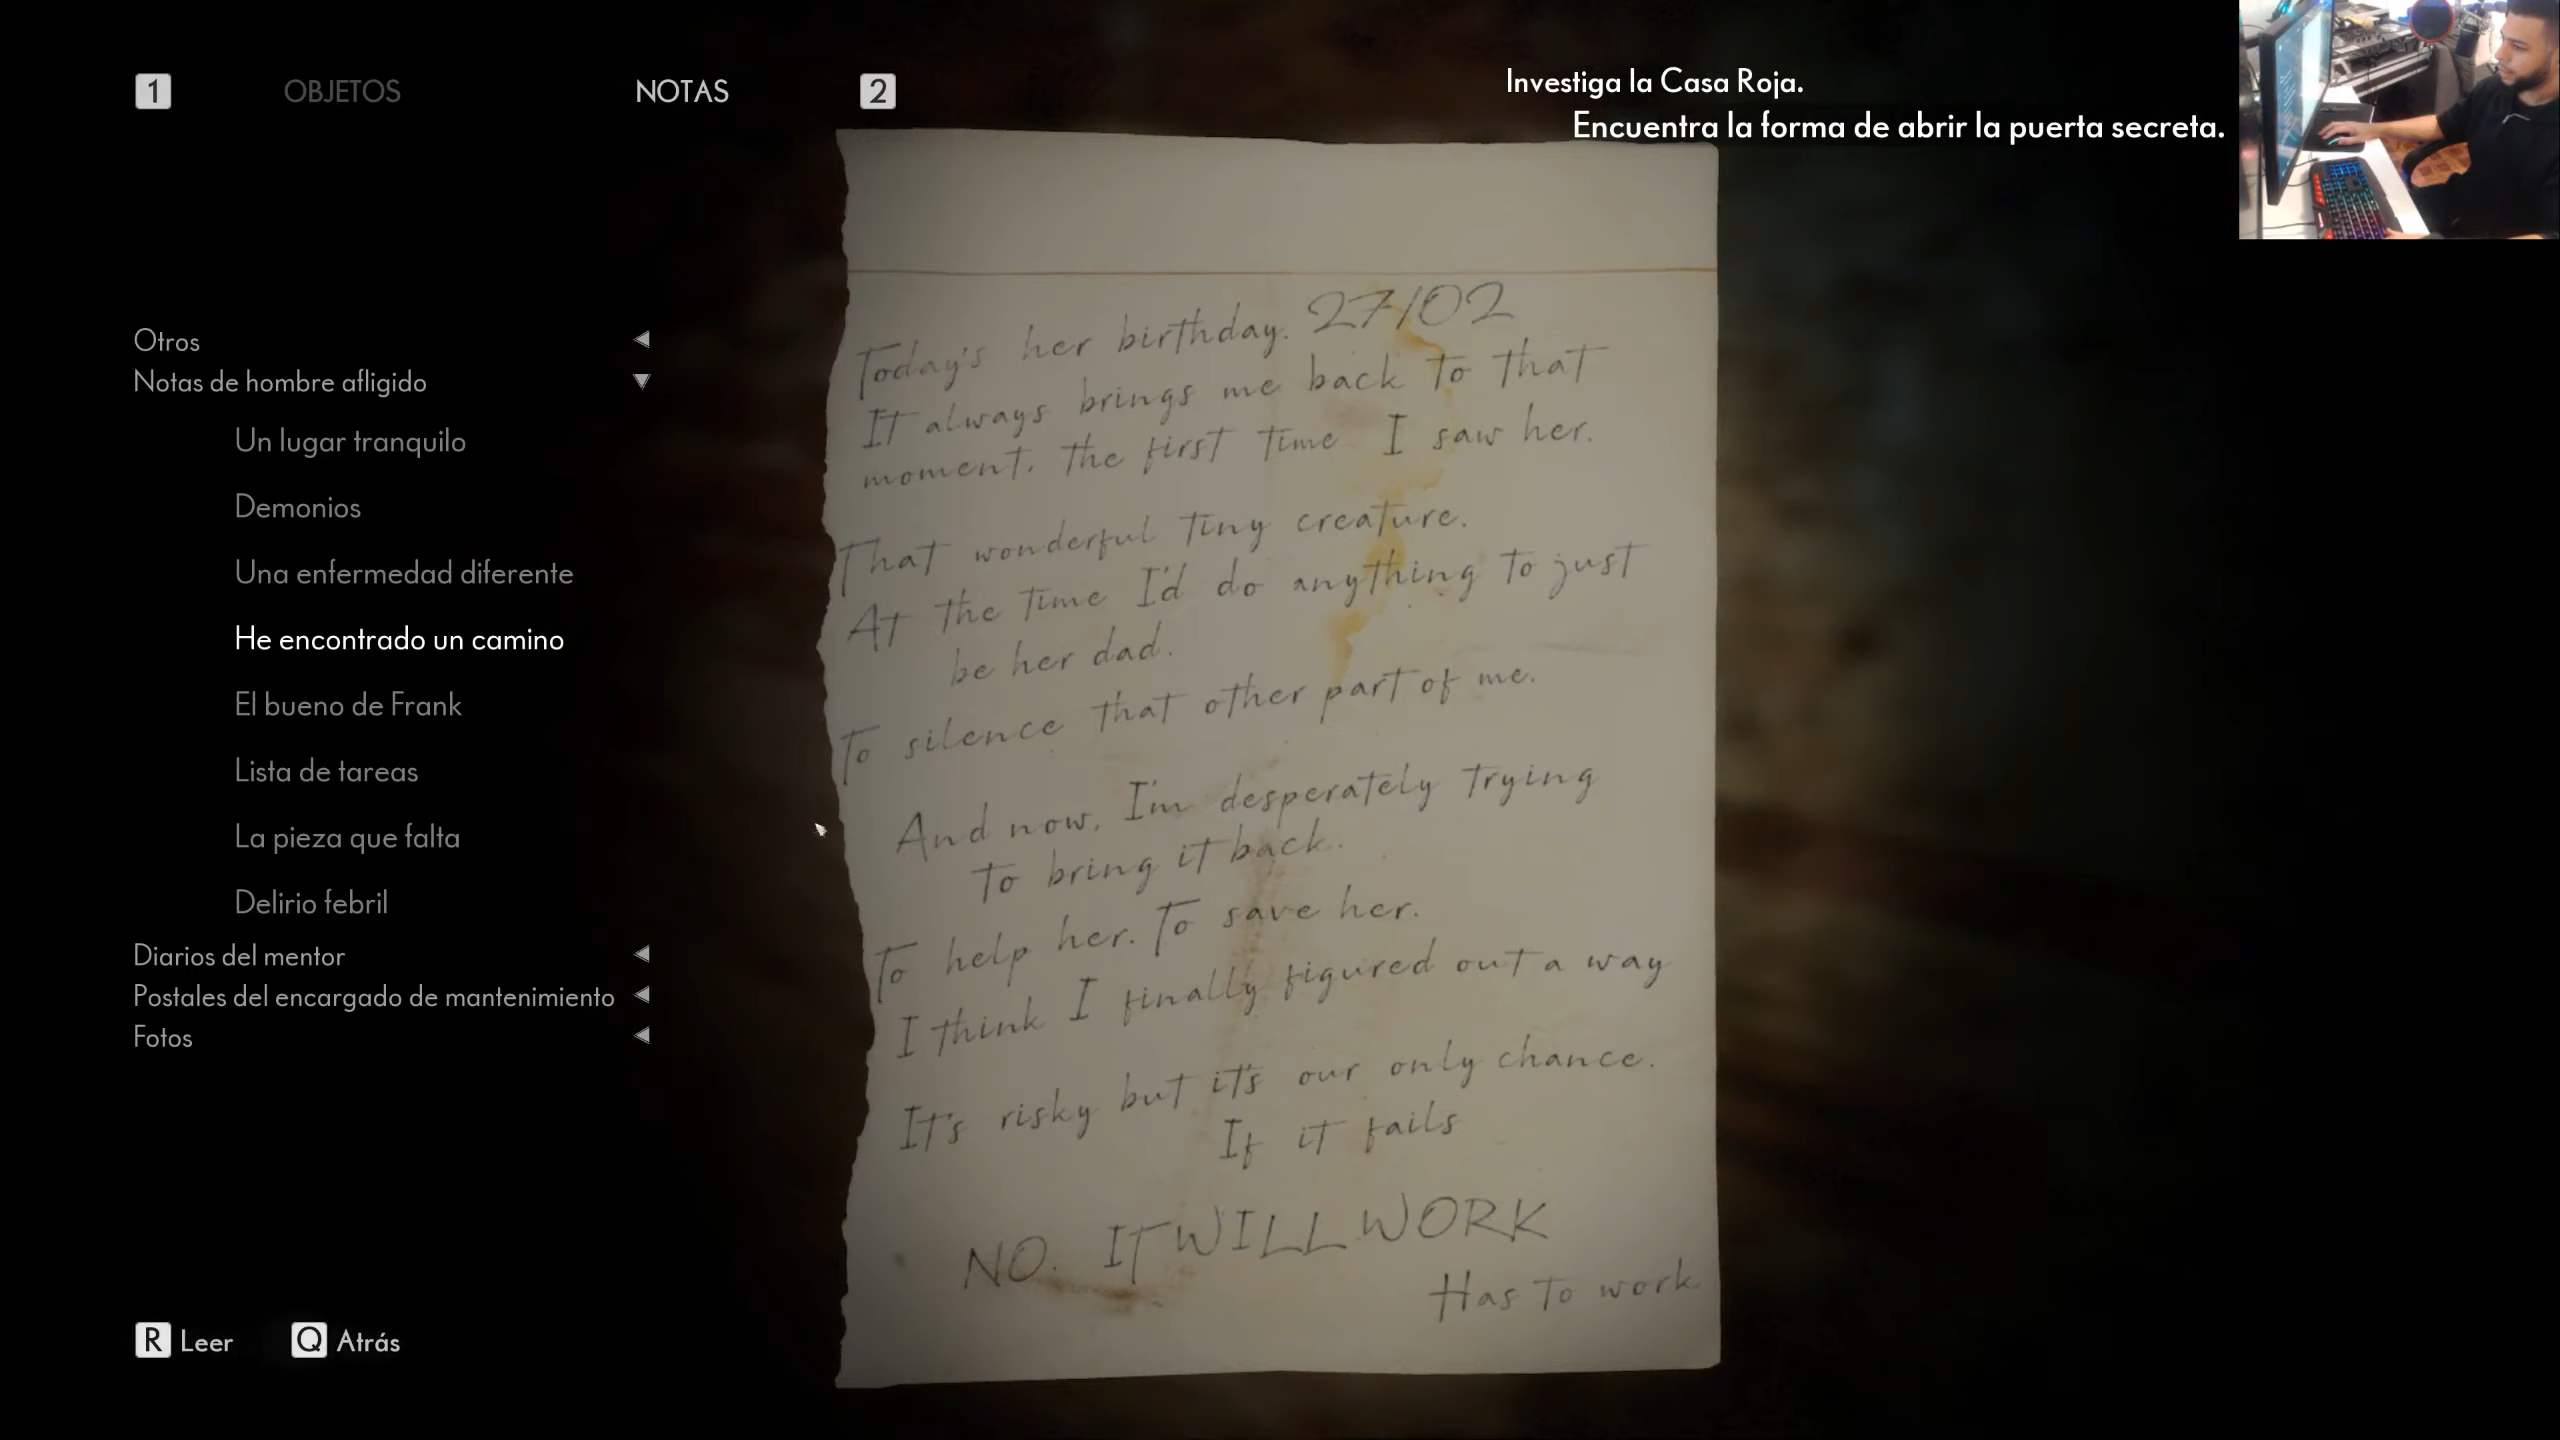 1 OBJETOS NOTAS 2
Investiga la Casa Roja.
Encuentra la forma de abrir la puerta secreta.
Otros
Notas de hombre afligido
Un lugar tranquilo
Demonios
Una enfermedad diferente
He encontrado un camino
El bueno de Frank
Lista de tareas
La pieza que falta
Delirio febril
Diarios del mentor
Postales del encargado de mantenimiento
Fotos
R Leer Q Atrás
Today's her birthday. 27/02
It always brings me back to that
moment. the first time I saw her.
That wonderful tiny creature.
At the time I'd do anything to just
be her dad.
To silence that other part of me.
And now, I'm desperately trying
to bring it back.
To help her. To save her.
I think I finally figured out a way
It's risky but it's our only chance.
If it fails
NO. IT WILL WORK
Has to work